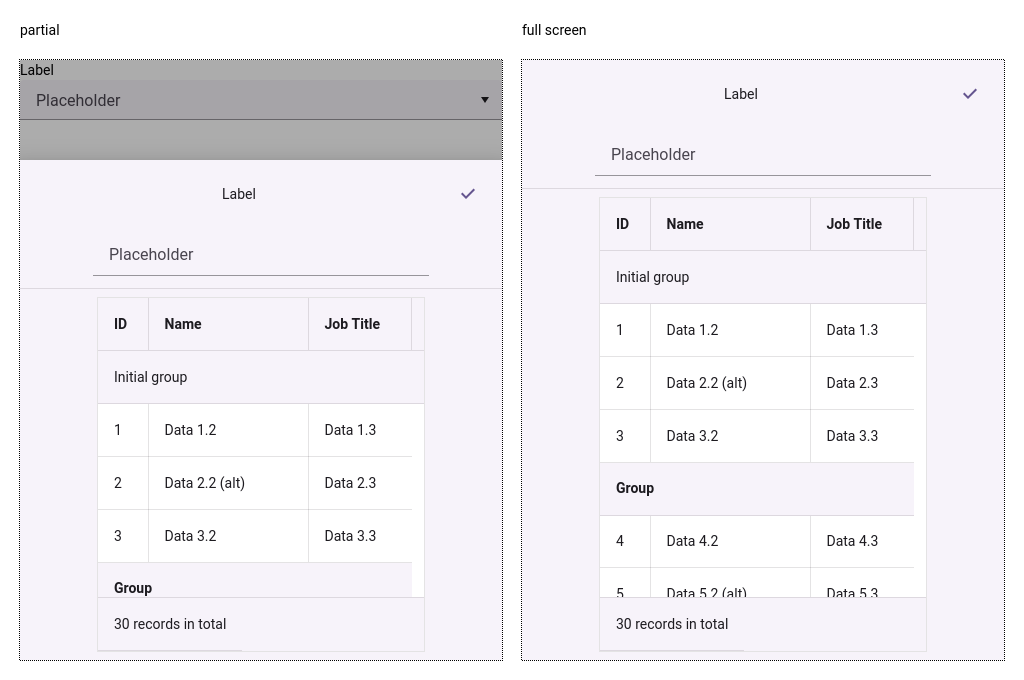 partial
Label
Placeholder
Label
Placeholder
ID Name Job Title
Initial group
1 Data 1.2 Data 1.3
2 Data 2.2 (alt) Data 2.3
3 Data 3.2 Data 3.3
Group
30 records in total
full screen
Label
Placeholder
ID Name Job Title
Initial group
1 Data 1.2 Data 1.3
2 Data 2.2 (alt) Data 2.3
3 Data 3.2 Data 3.3
Group
4 Data 4.2 Data 4.3
5 Data 5.2 (alt) Data 5.3
30 records in total